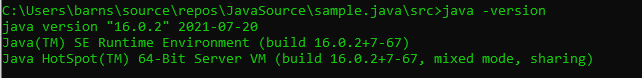 C:\Users\barns\source\repos\JavaSource\sample.java\src>java -version
java version "16.0.2" 2021-07-20
Java(TM) SE Runtime Environment (build 16.0.2+7-67)
Java HotSpot(TM) 64-Bit Server VM (build 16.0.2+7-67, mixed mode, sharing)